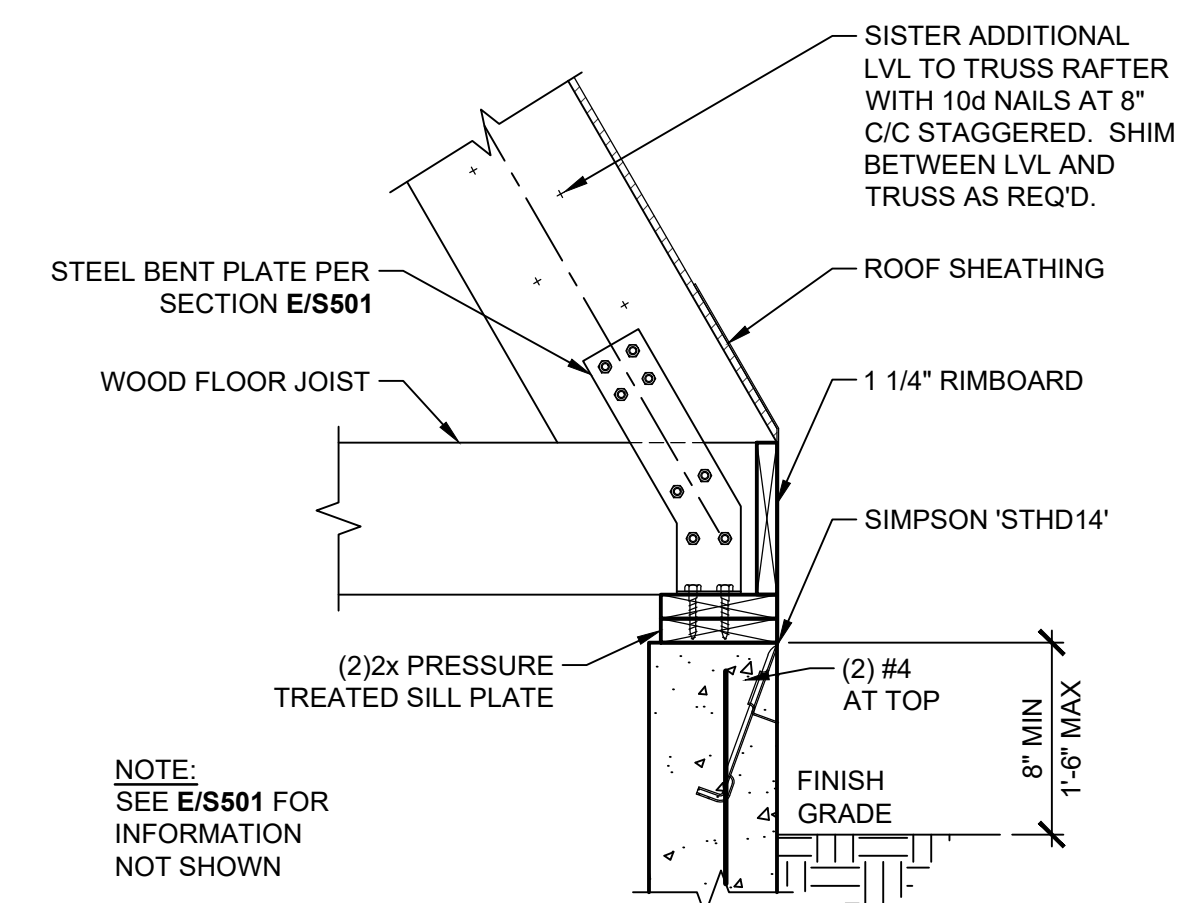 SISTER ADDITIONAL
LVL TO TRUSS RAFTER
WITH 10d NAILS AT 8"
C/C STAGGERED.  SHIM
BETWEEN LVL AND
TRUSS AS REQ'D.
STEEL BENT PLATE PER
SECTION E/S501
ROOF SHEATHING
WOOD FLOOR JOIST
1 1/4" RIMBOARD
SIMPSON 'STHD14'
(2)2x PRESSURE
TREATED SILL PLATE
(2) #4
AT TOP
8" MIN
1'-6" MAX
FINISH
GRADE
NOTE:
SEE E/S501 FOR
INFORMATION
NOT SHOWN